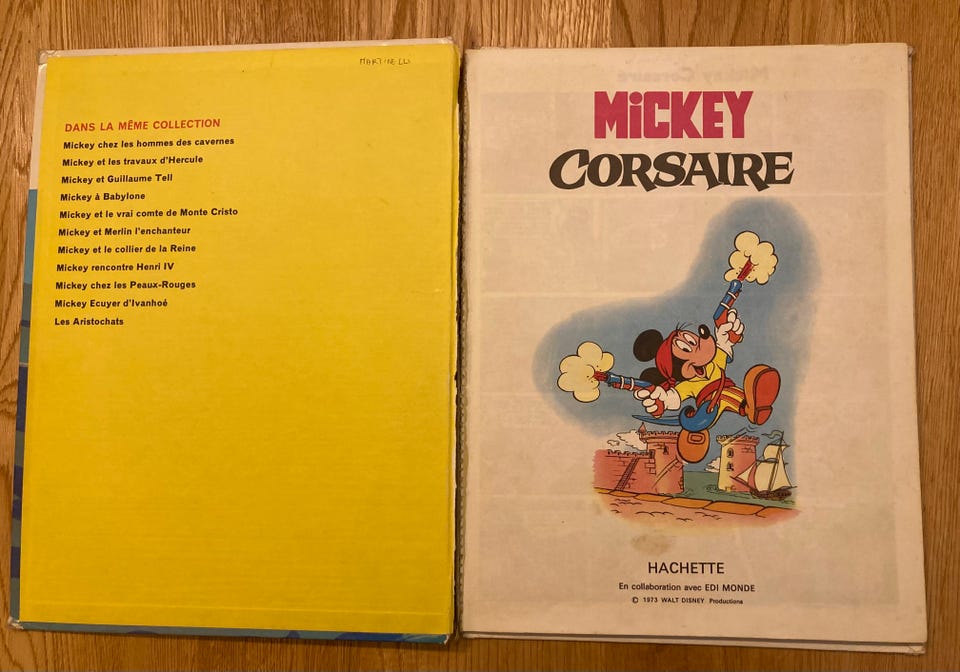 MARTINELLI
DANS LA MÊME COLLECTION
Mickey chez les hommes des cavernes
Mickey et les travaux d'Hercule
Mickey et Guillaume Tell
Mickey à Babylone
Mickey et le vrai comte de Monte Cristo
Mickey et Merlin l'enchanteur
Mickey et le collier de la Reine
Mickey rencontre Henri IV
Mickey chez les Peaux-Rouges
Mickey Ecuyer d'Ivanhoé
Les Aristochats
Mickey Corsaire
MiCKEY
CORSAIRE
HACHETTE
En collaboration avec EDI MONDE
© 1973 WALT DISNEY Productions